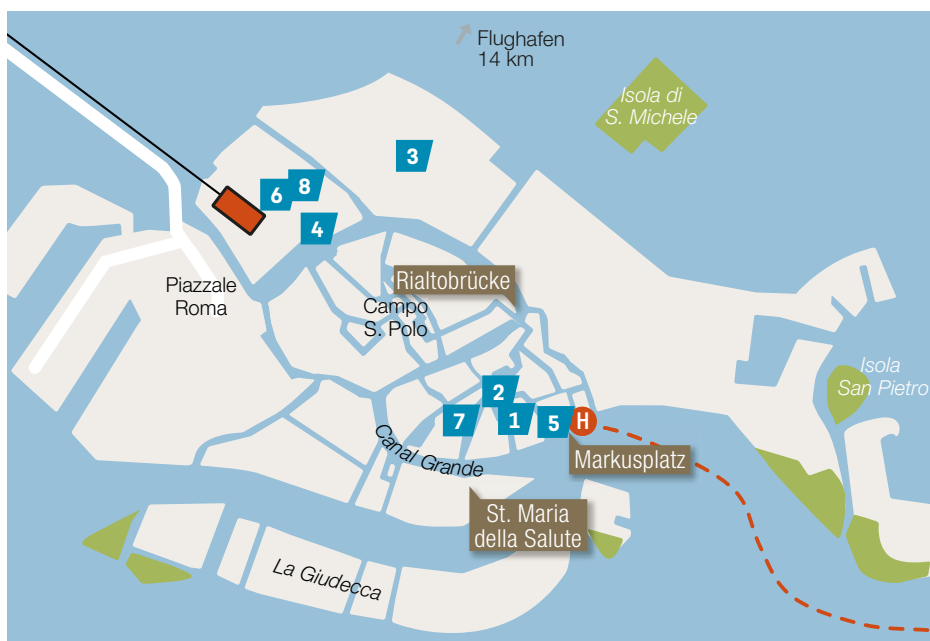 Flughafen
14 km
Isola di
S. Michele
3
8
6
4
Piazzale
Roma
Rialtobrücke
Campo
S. Polo
Isola
San Pietro
2
7
1
5
H
Canal Grande
Markusplatz
St. Maria
della Salute
La Giudecca